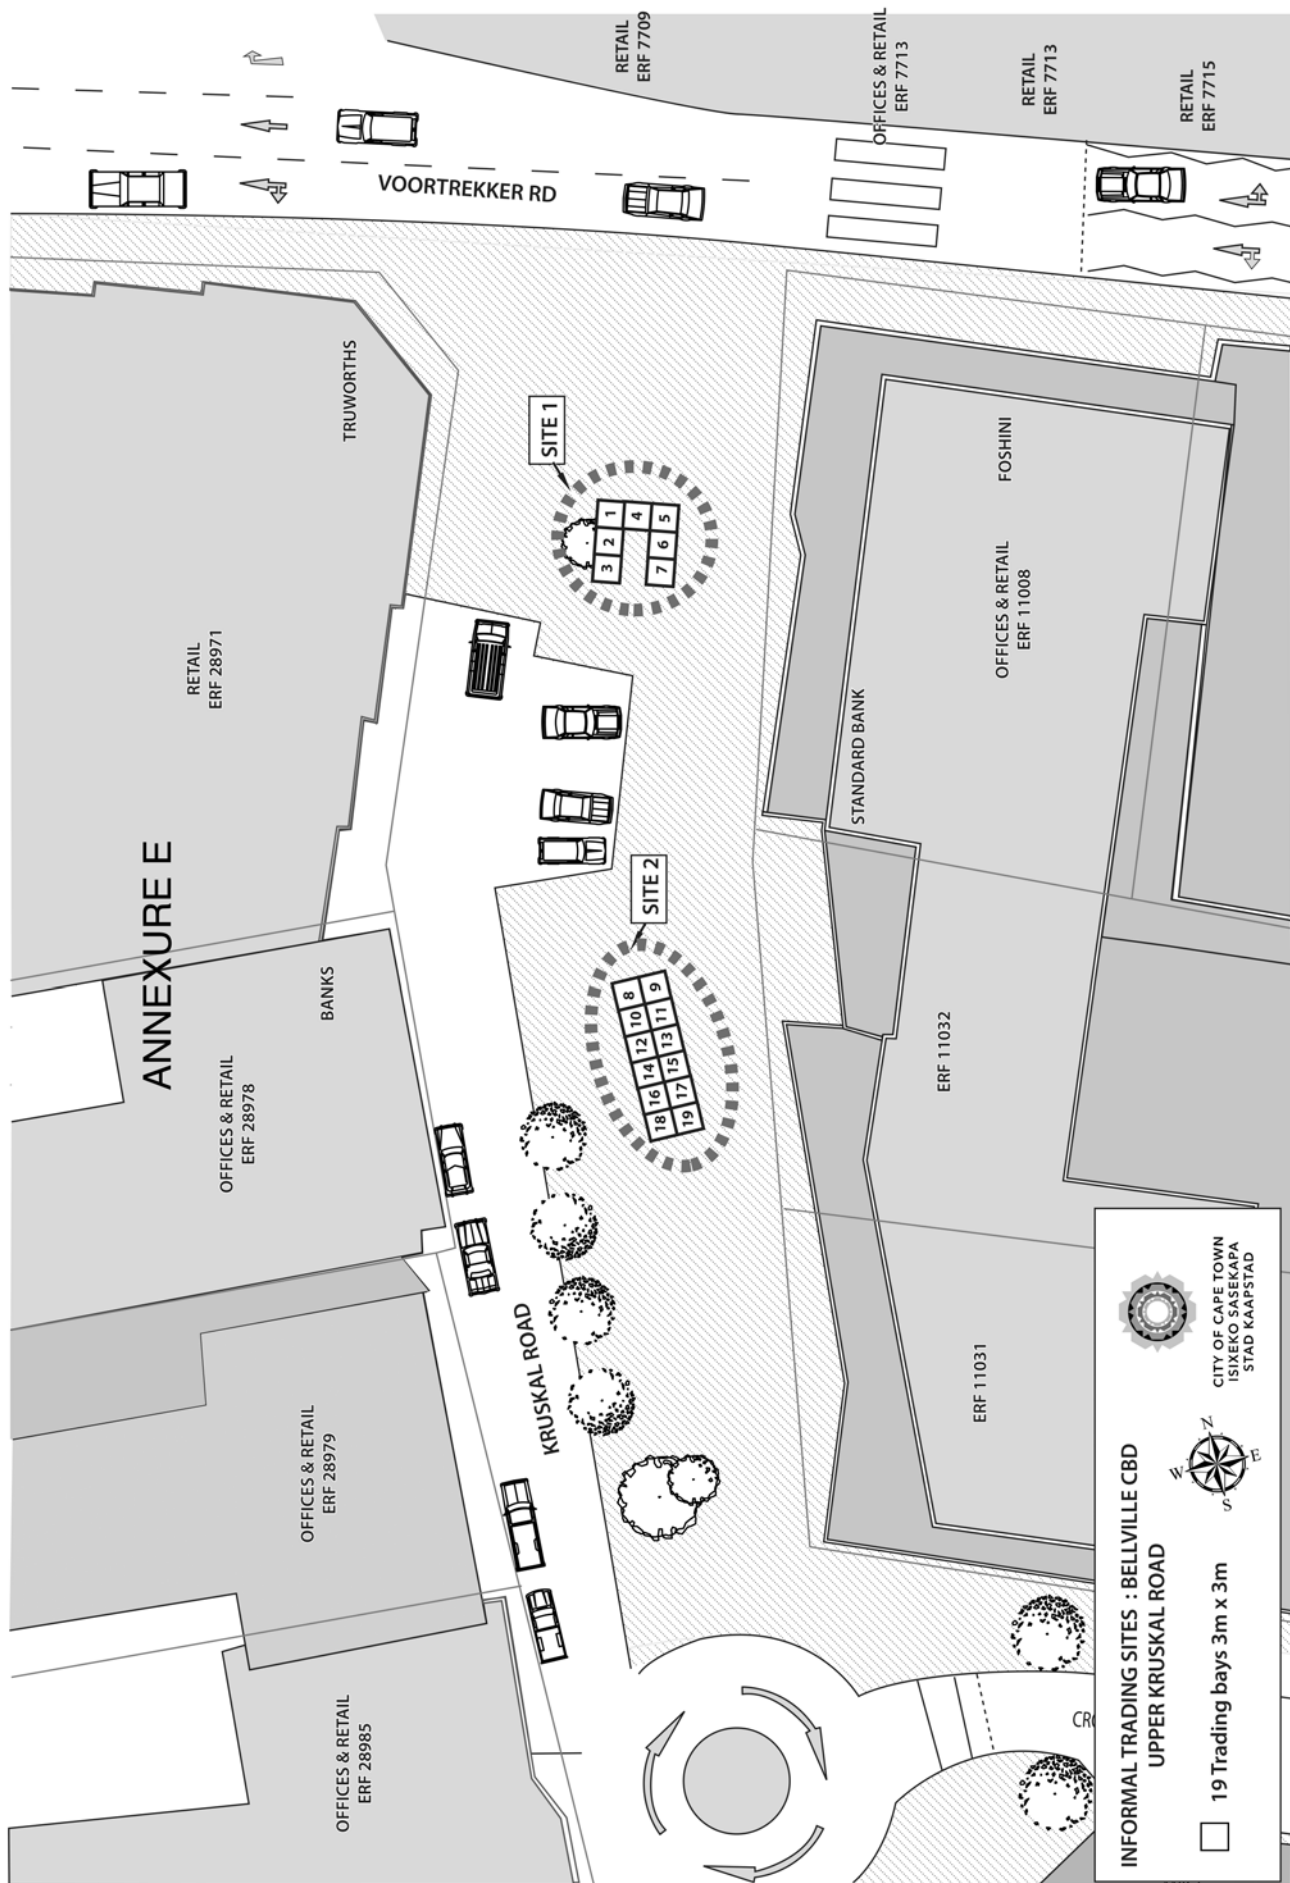 ANNEXURE E
RETAIL
ERF 7709
OFFICES & RETAIL
ERF 7713
RETAIL
ERF 7713
RETAIL
ERF 7715
VOORTREKKER RD
TRUWORTHS
RETAIL
ERF 28971
SITE 1
1
2
3
4
5
6
7
FOSHINI
OFFICES & RETAIL
ERF 11008
STANDARD BANK
SITE 2
8
9
10
11
12
13
14
15
16
17
18
19
BANKS
OFFICES & RETAIL
ERF 28978
ERF 11032
KRUSKAL ROAD
OFFICES & RETAIL
ERF 28979
ERF 11031
OFFICES & RETAIL
ERF 28985
INFORMAL TRADING SITES : BELLVILLE CBD
UPPER KRUSKAL ROAD
19 Trading bays 3m x 3m
N
E
S
W
CITY OF CAPE TOWN
ISIXEKO SASEKAPA
STAD KAAPSTAD